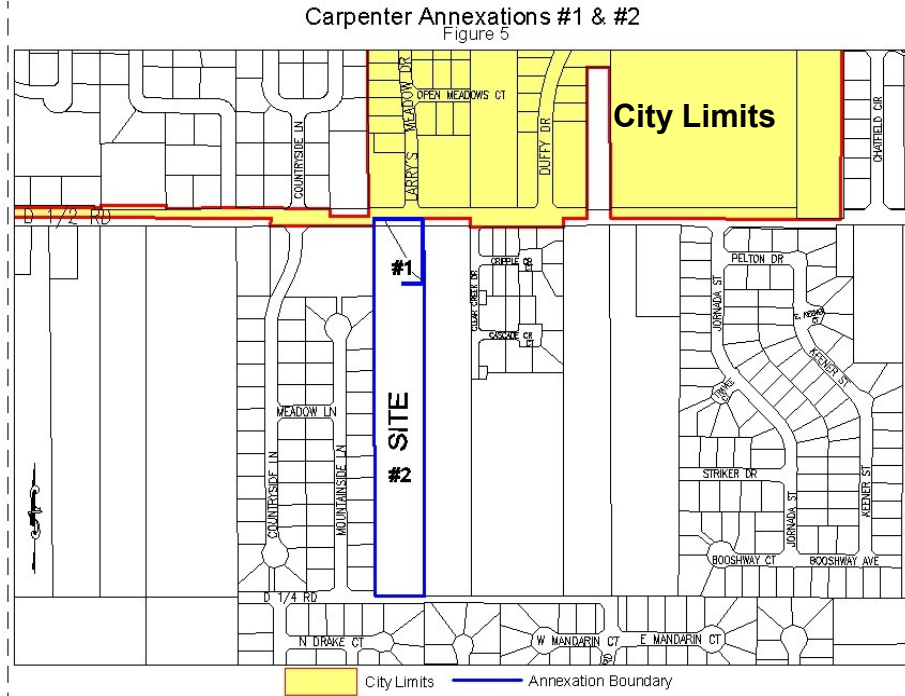 Carpenter Annexations #1 & #2
Figure 5
City Limits
OPEN MEADOWS CT
LARRY'S MEADOW DR
DUFFY DR
COUNTRYSIDE LN
CHATFIELD CIR
D 1/2 RD
#1
CRIPPLE
CLEAR CREEK DR
CASCADE
PELTON DR
JORNADA ST
KEENER ST
SITE
#2
MEADOW LN
COUNTRYSIDE LN
MOUNTAINSIDE LN
STRIKER DR
JORNADA ST
KEENER ST
BOOSHWAY CT
BOOSHWAY AVE
D 1/4 RD
N DRAKE CT
W MANDARIN CT
E MANDARIN CT
City Limits
Annexation Boundary